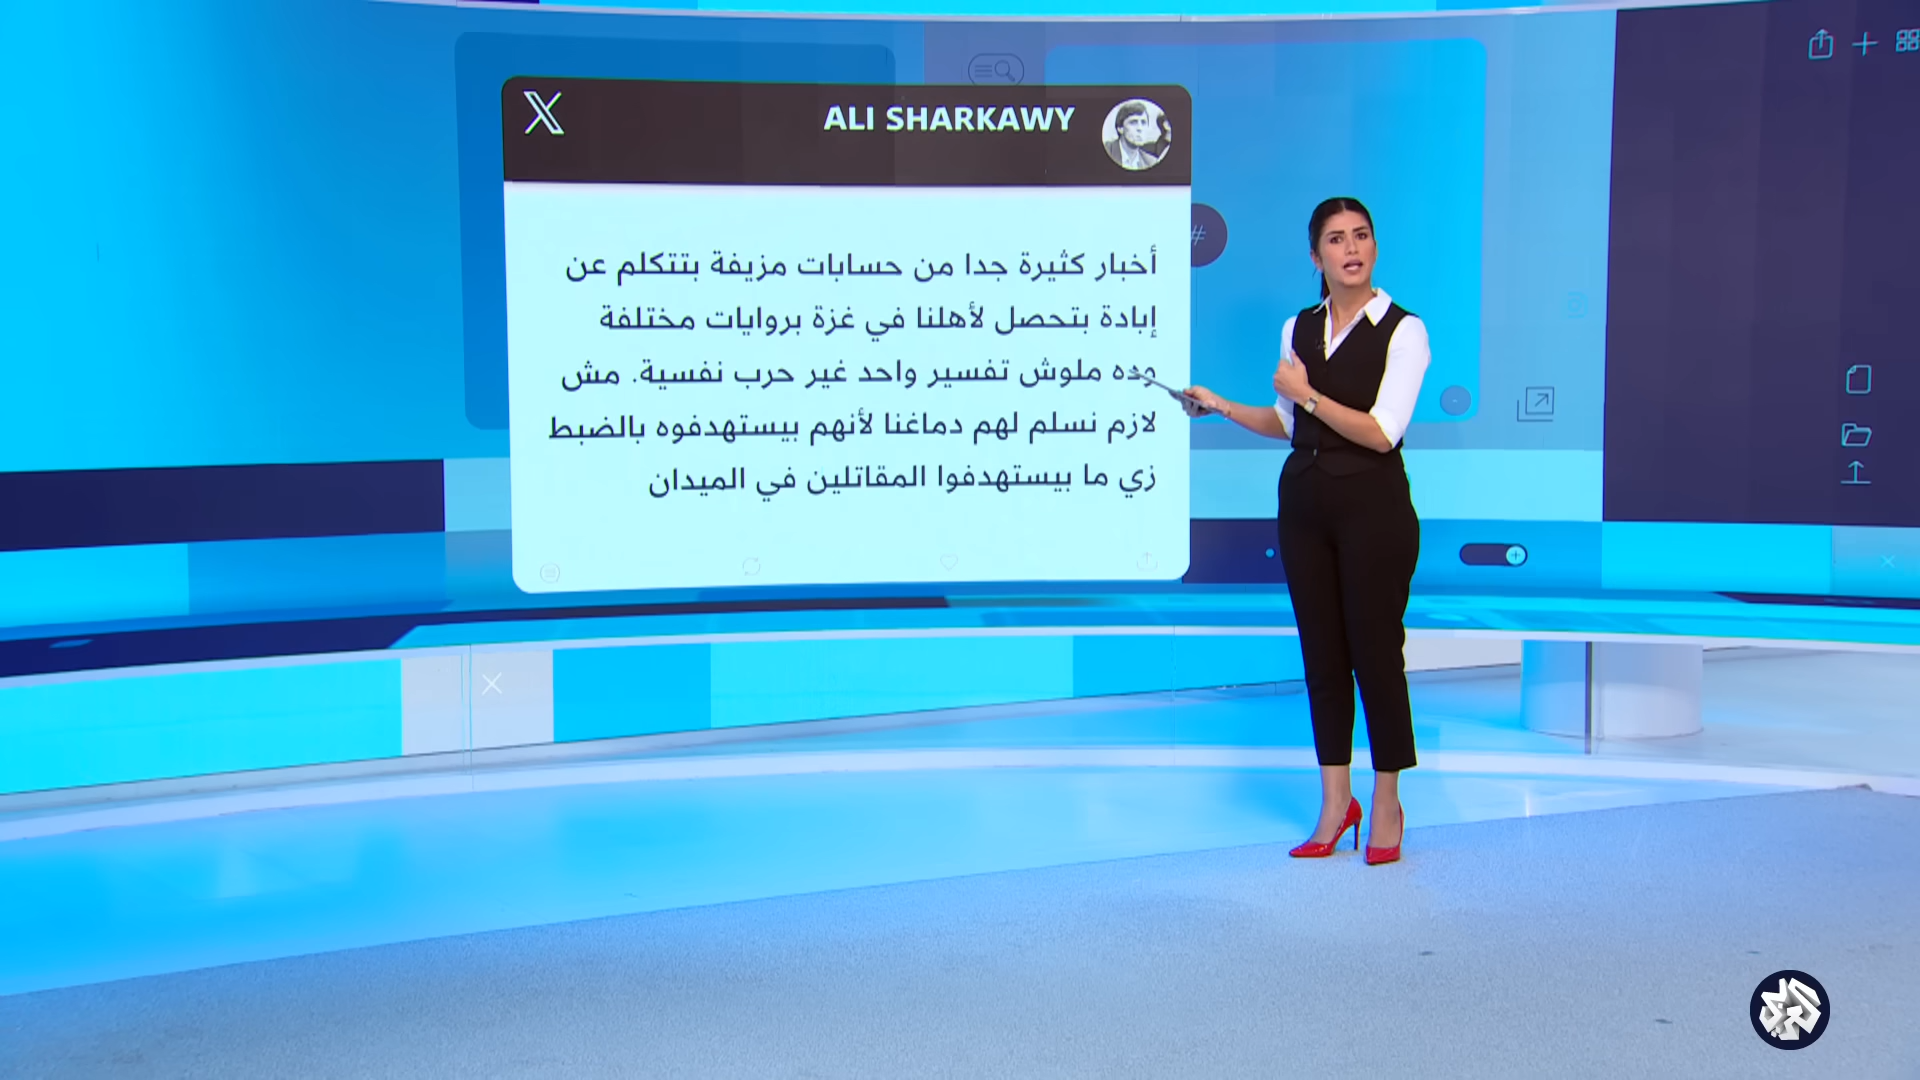 ALI SHARKAWY
أخبار كثيرة جدا من حسابات مزيفة بتتكلم عن
إبادة بتحصل لأهلنا في غزة بروايات مختلفة
وده ملوش تفسير واحد غير حرب نفسية. مش
لازم نسلم لهم دماغنا لأنهم بيستهدفوه بالضبط
زي ما بيستهدفوا المقاتلين في الميدان
#